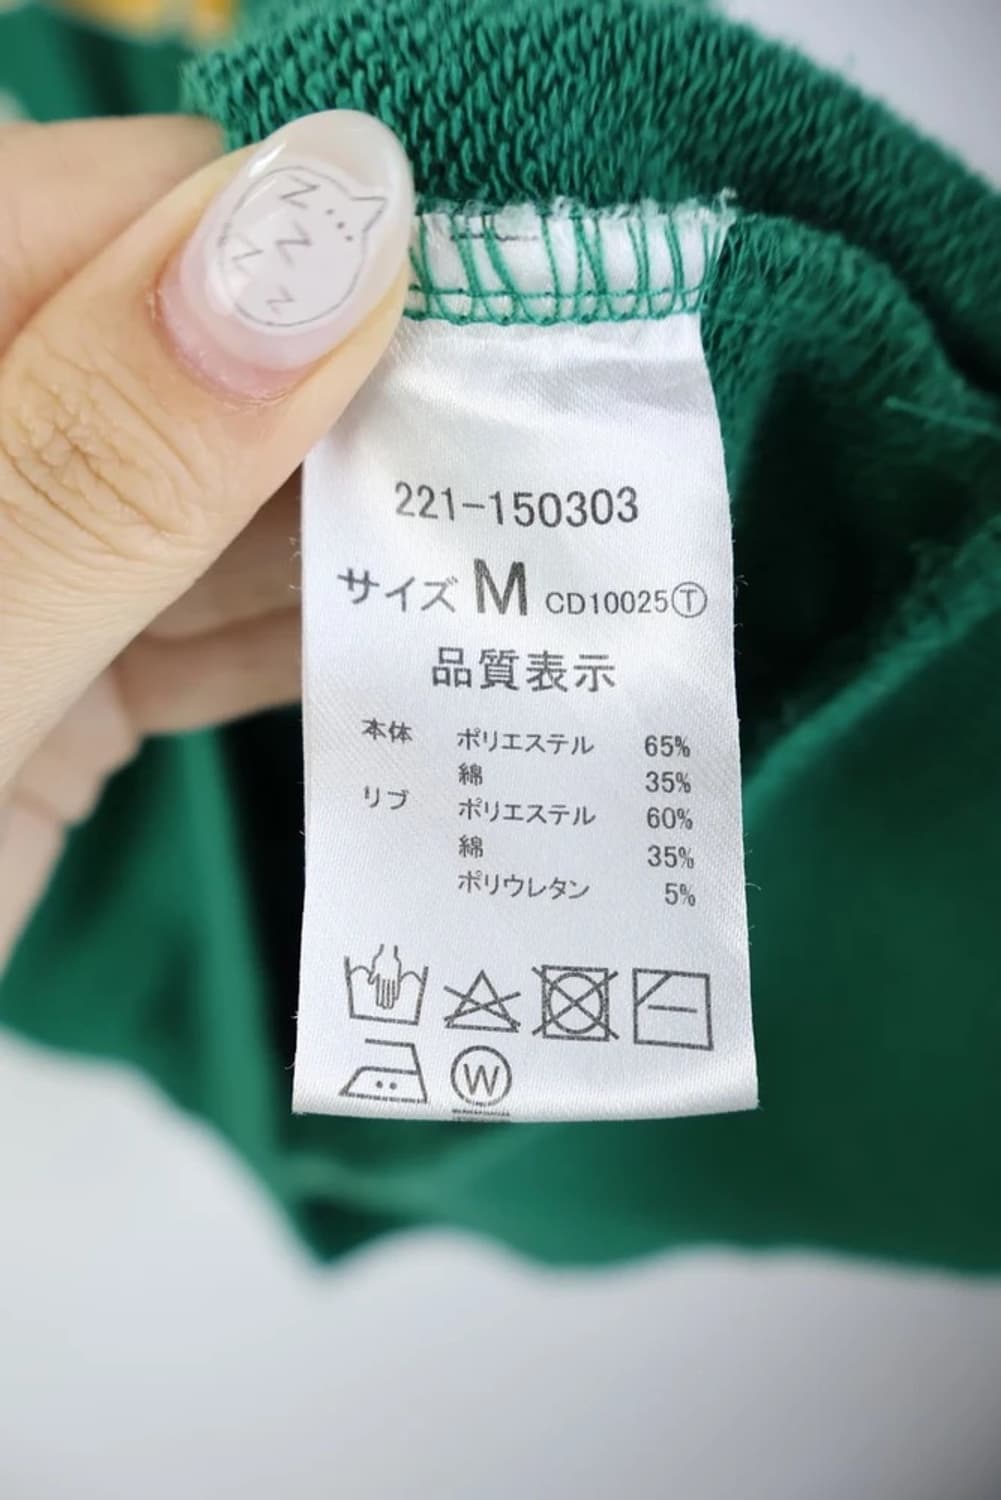 Z
Z
Z
Z
221-150303
サイズ M CD10025Ⓣ
品質表示
本体 ポリエステル 65%
綿 35%
リブ ポリエステル 60%
綿 35%
ポリウレタン 5%
W